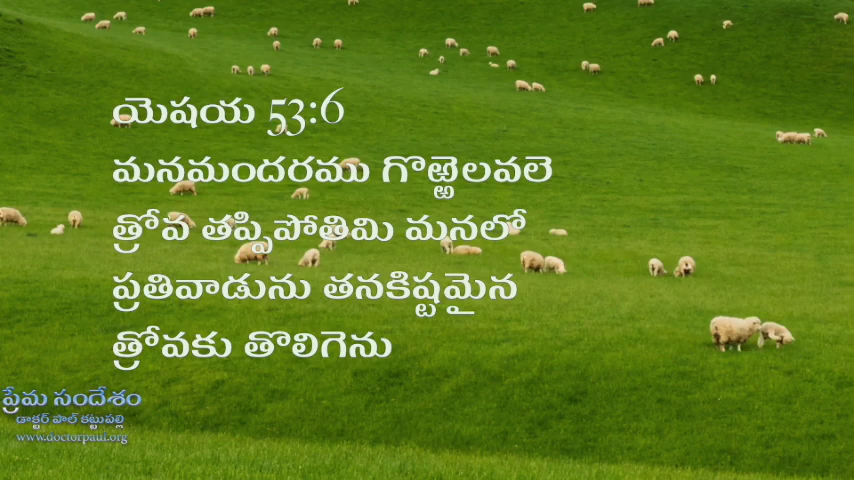 యెషయ 53:6
మనమందరము గొఱ్ఱెలవలె
త్రోవ తప్పిపోతిమి మనలో
ప్రతివాడును తనకిష్టమైన
త్రోవకు తొలిగెను
ప్రేమ సందేశం
డాక్టర్ పాల్ కట్టుపల్లి
www.doctorpaul.org